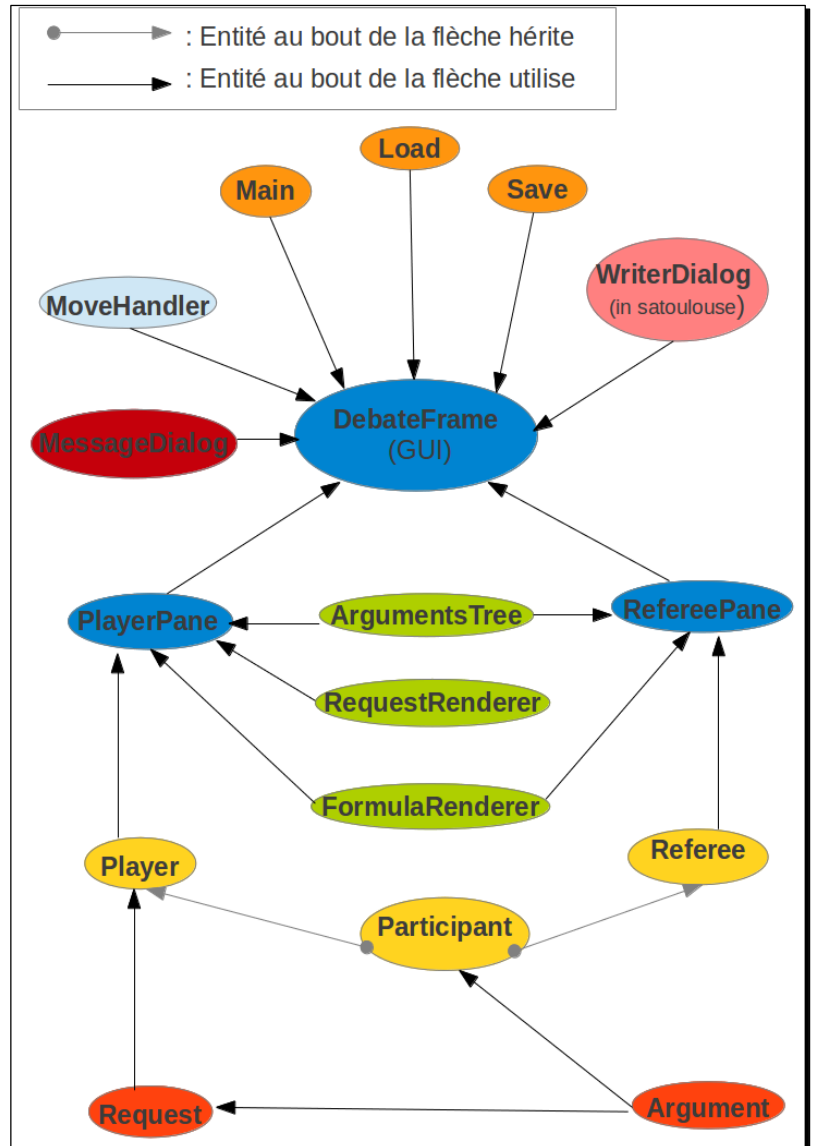 : Entité au bout de la flèche hérite
: Entité au bout de la flèche utilise
Load
Main
Save
WriterDialog
(in satoulouse)
MoveHandler
DebateFrame
(GUI)
MessageDialog
PlayerPane
ArgumentsTree
RefereePane
RequestRenderer
FormulaRenderer
Player
Referee
Participant
Request
Argument